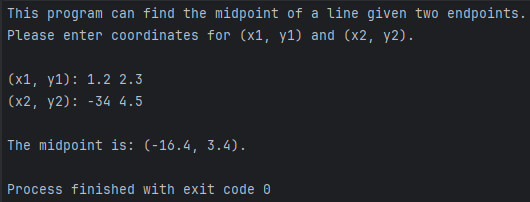 This program can find the midpoint of a line given two endpoints.
Please enter coordinates for (x1, y1) and (x2, y2).
(x1, y1): 1.2 2.3
(x2, y2): -34 4.5
The midpoint is: (-16.4, 3.4).
Process finished with exit code 0